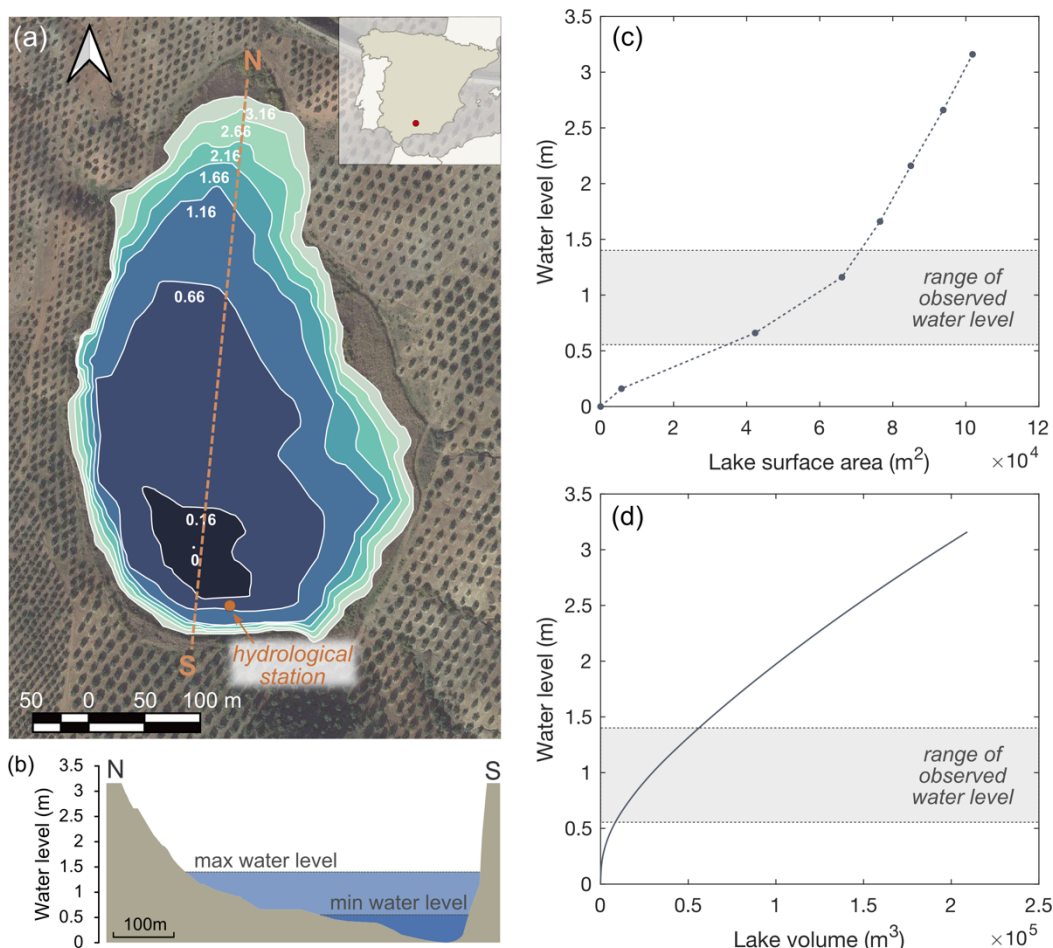 (a)
N
3.16
2.66
2.16
1.66
1.16
0.66
0.16
0
S
hydrological
station
50 0 50 100 m
(b)
N
S
3.5
3
2.5
2
1.5
1
0.5
0
Water level (m)
max water level
min water level
100m
(c)
3.5
3
2.5
2
1.5
1
0.5
0
Water level (m)
range of
observed
water level
0 2 4 6 8 10 12
Lake surface area (m²)
×10⁴
(d)
3.5
3
2.5
2
1.5
1
0.5
0
Water level (m)
range of
observed
water level
0 0.5 1 1.5 2 2.5
Lake volume (m³)
×10⁵